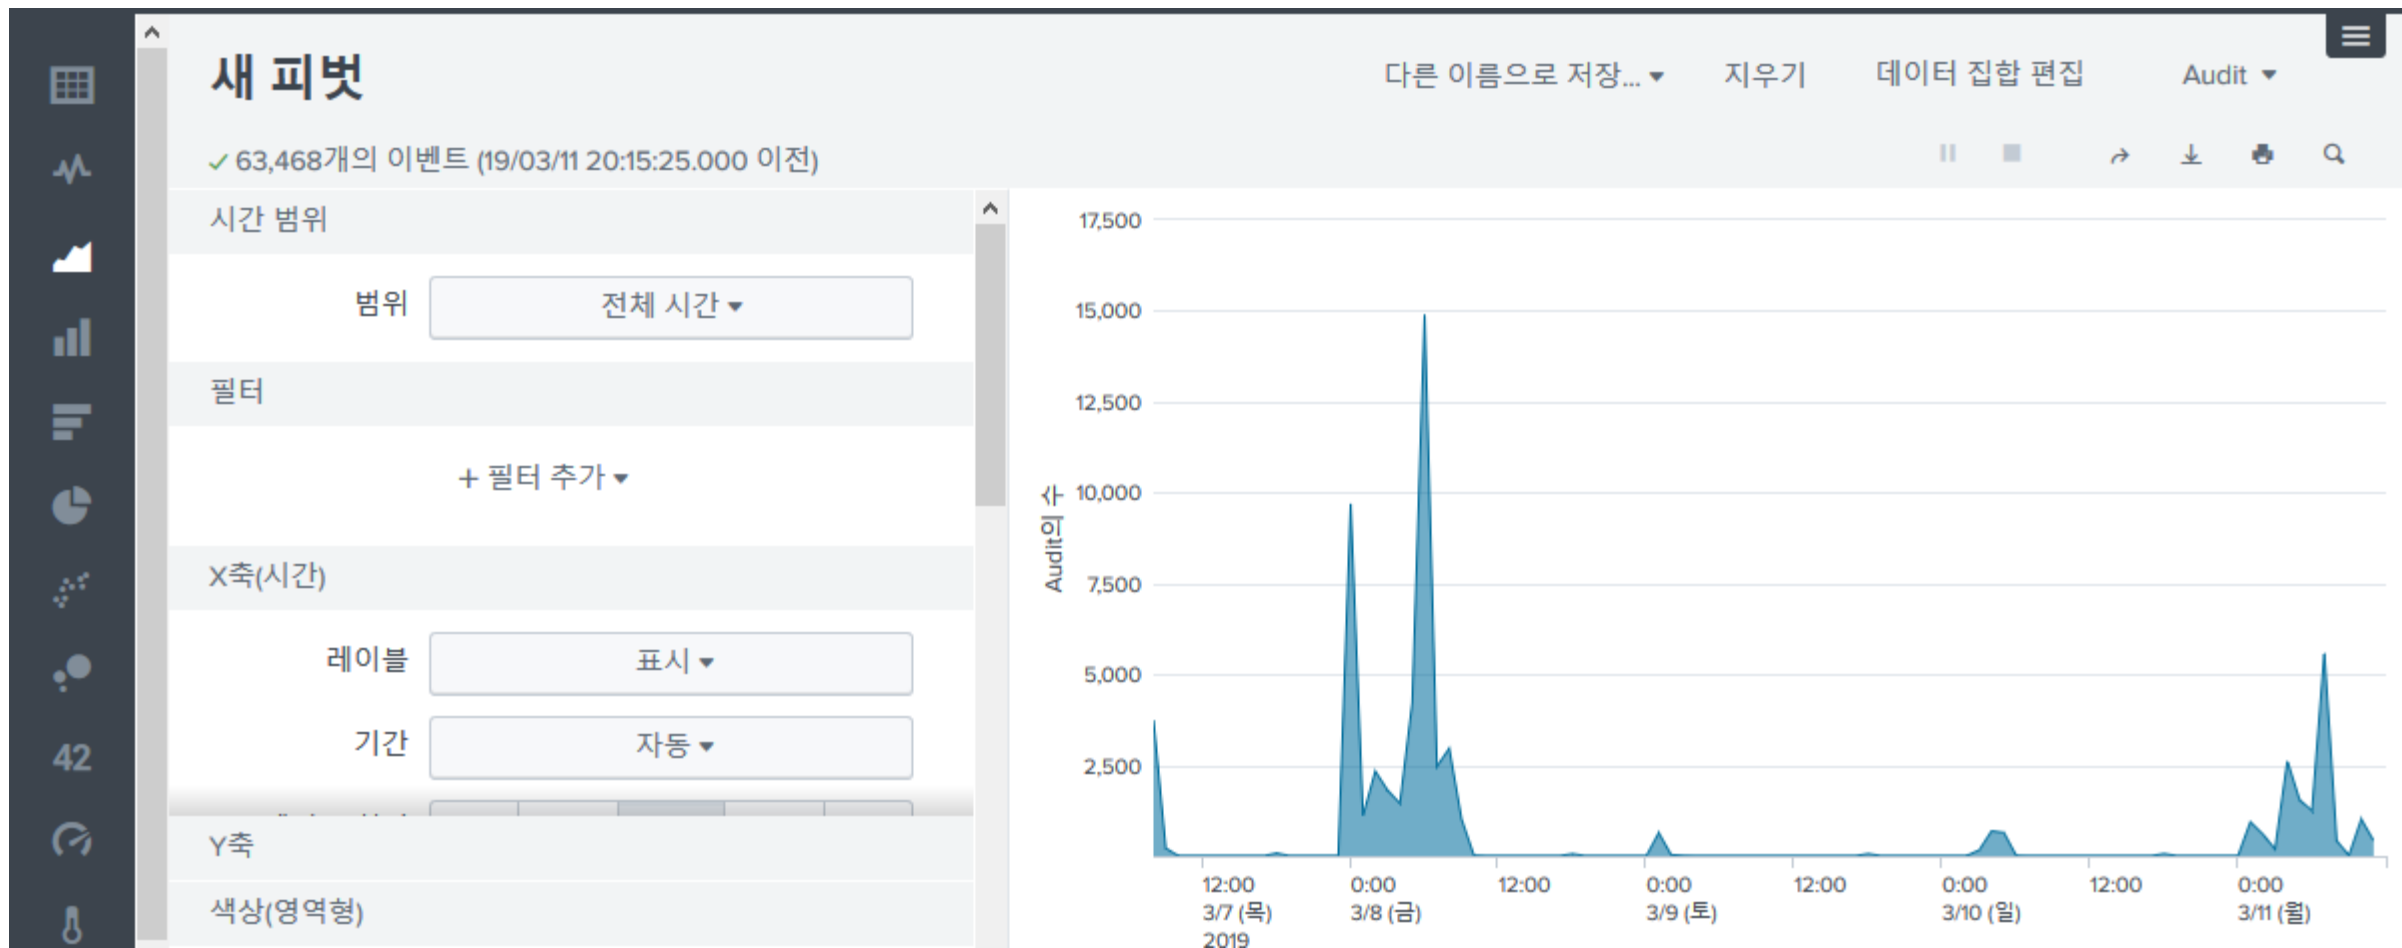 새 피벗
다른 이름으로 저장... 지우기 데이터 집합 편집 Audit
63,468개의 이벤트 (19/03/11 20:15:25.000 이전)
시간 범위
범위 전체 시간
필터
+ 필터 추가
X축(시간)
레이블 표시
기간 자동
Y축
색상(영역형)
42
Audit의 수
17,500
15,000
12,500
10,000
7,500
5,000
2,500
12:00 0:00 12:00 0:00 12:00 0:00 12:00 0:00
3/7 (목) 3/8 (금) 3/9 (토) 3/10 (일) 3/11 (월)
2019